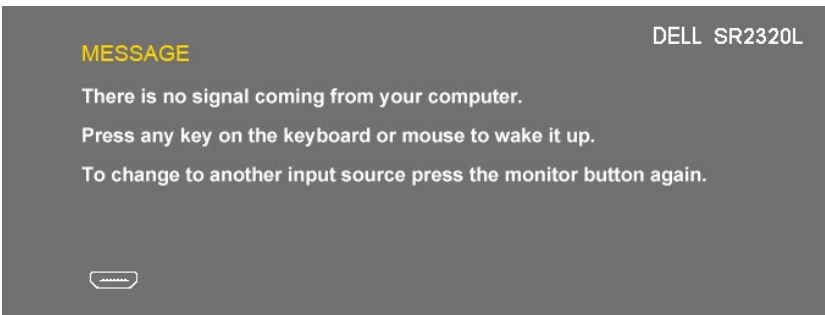 DELL SR2320L
MESSAGE
There is no signal coming from your computer.
Press any key on the keyboard or mouse to wake it up.
To change to another input source press the monitor button again.